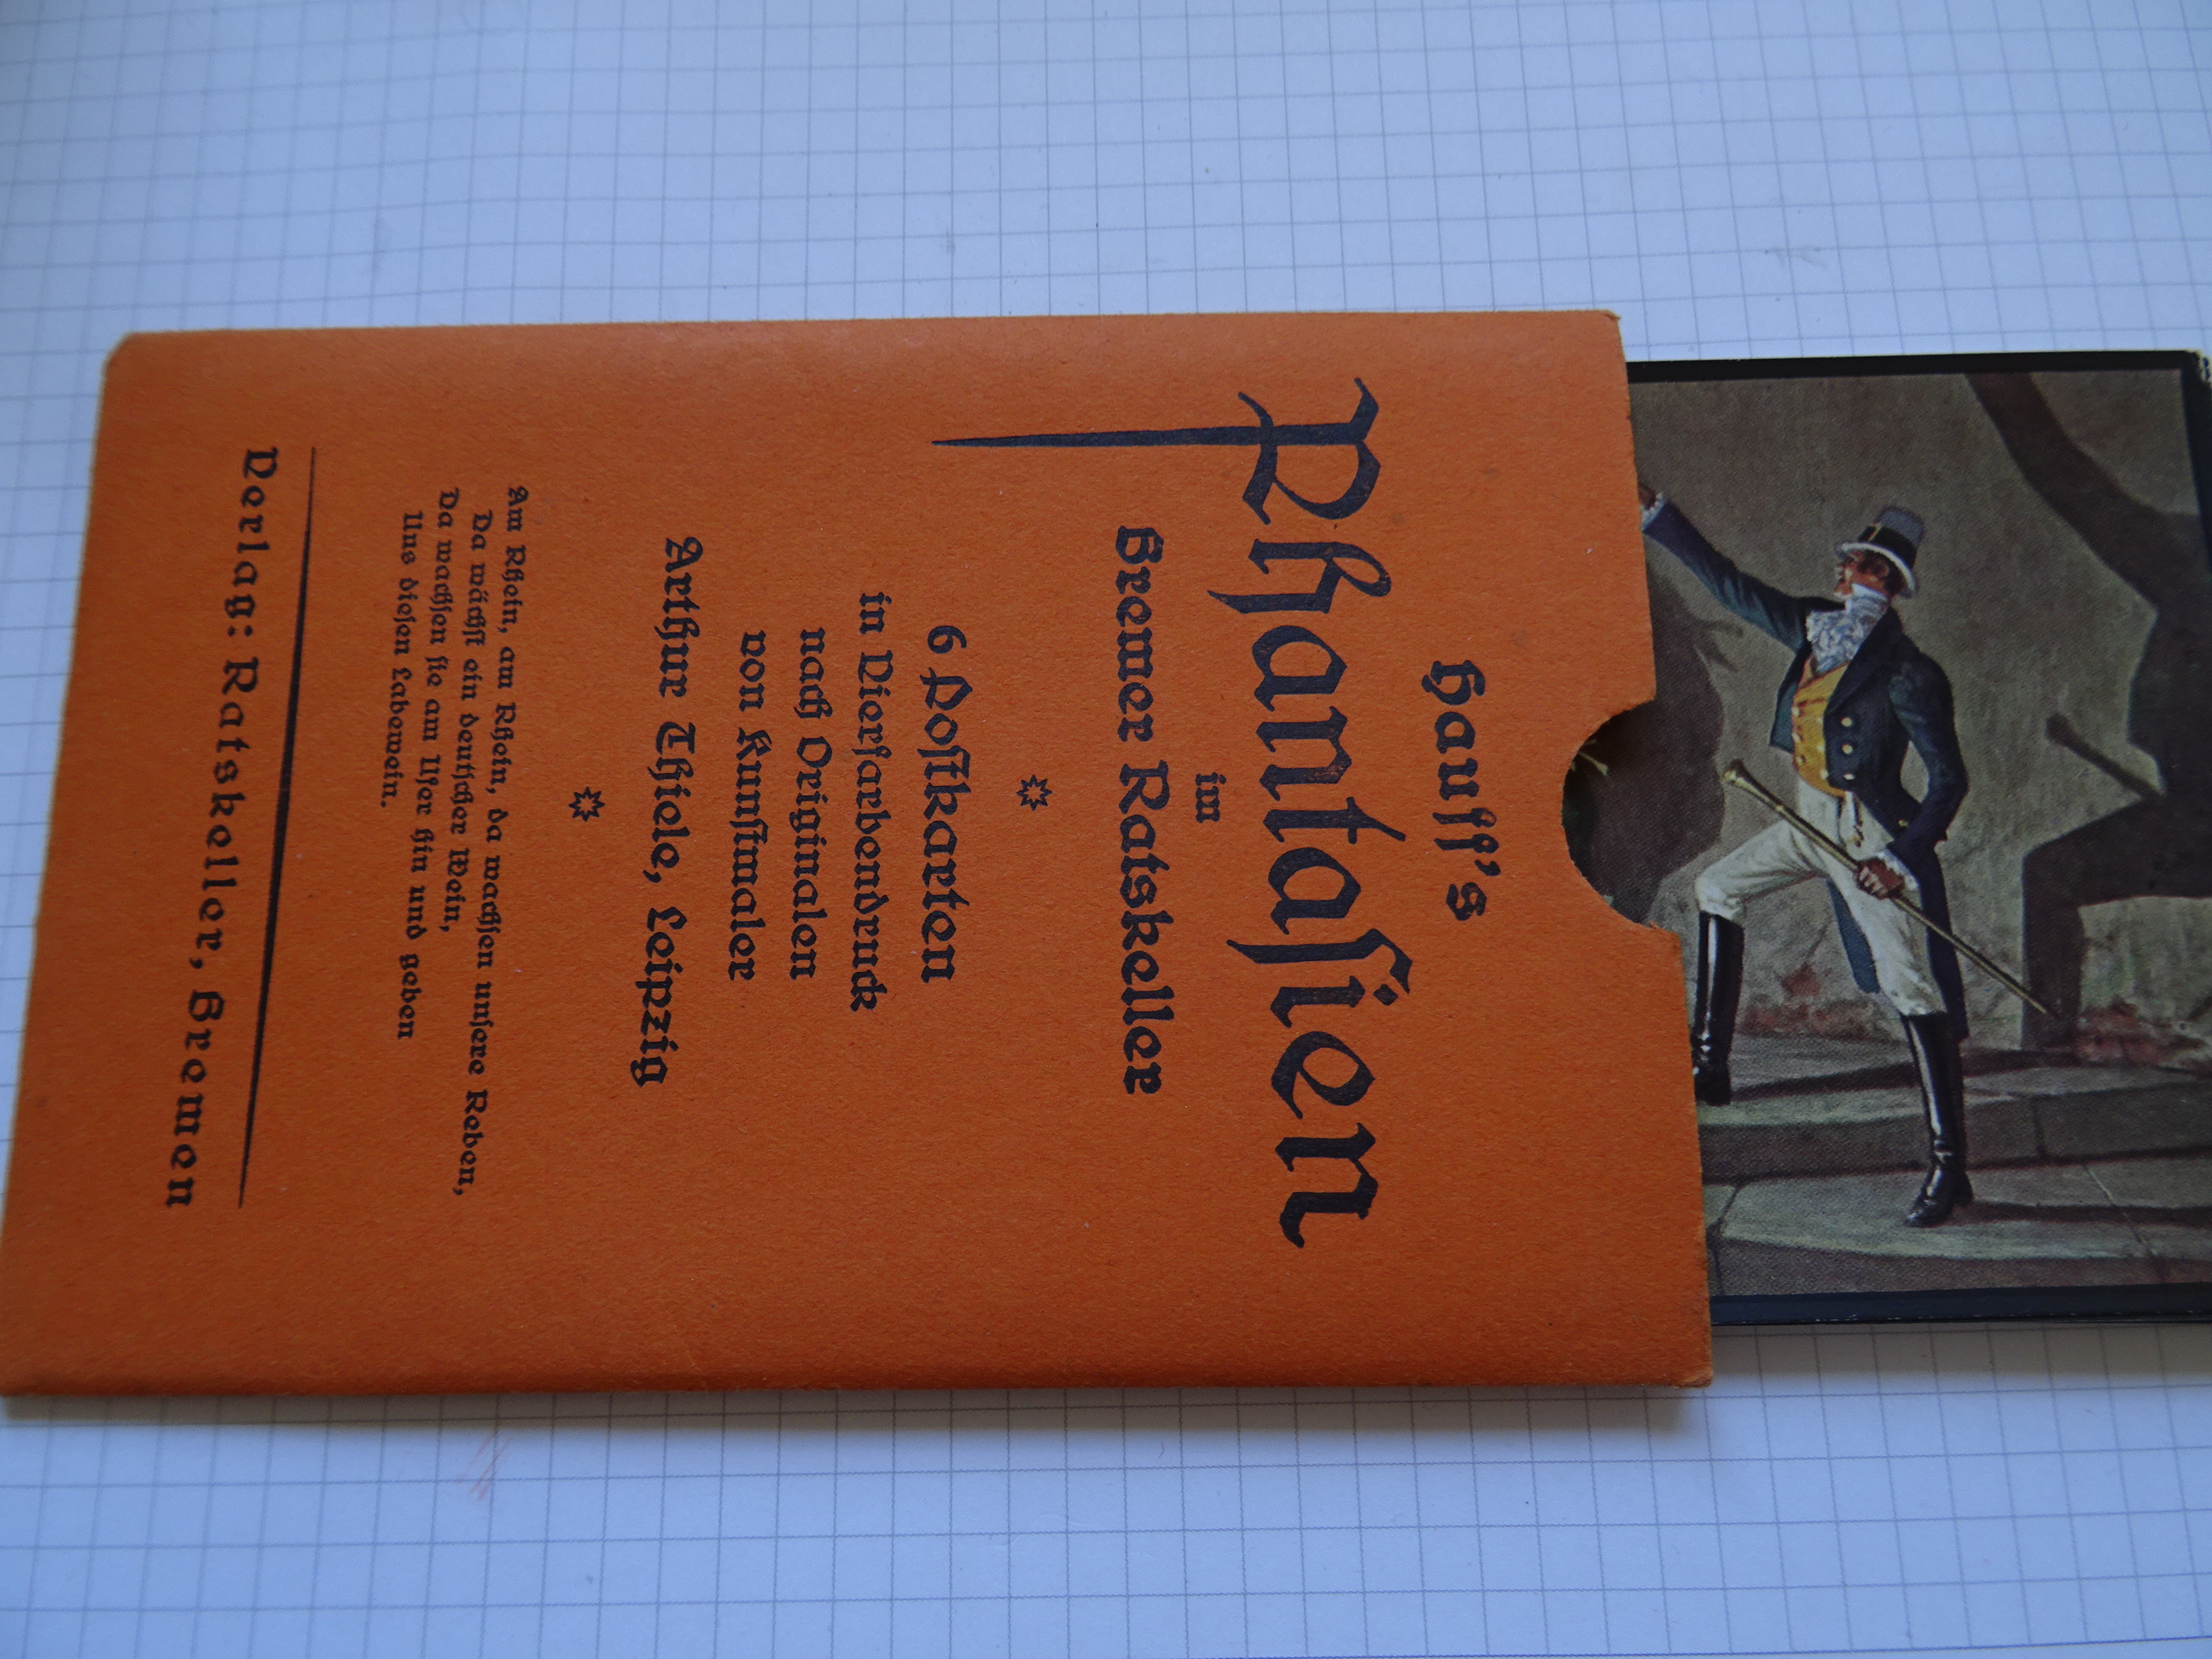 Hauff's
Phantasien
im
Bremer Ratskeller
6 Postkarten
in Vierfarbendruck
nach Originalen
von Kunstmaler
Arthur Thiele, Leipzig
Am Rhein, am Rhein, da wachsen unsere Reben,
Da wächst ein deutscher Wein,
Da wachsen sie am Ufer hin und geben
Uns diesen Labewein.
Verlag: Ratskeller, Bremen